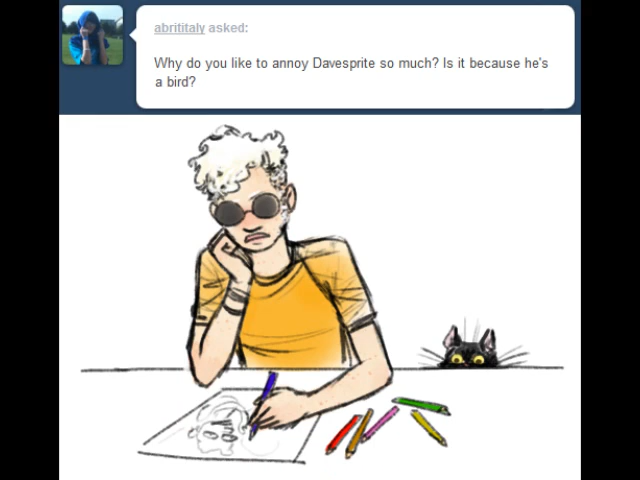 abrititaly asked:
Why do you like to annoy Davesprite so much? Is it because he's
a bird?